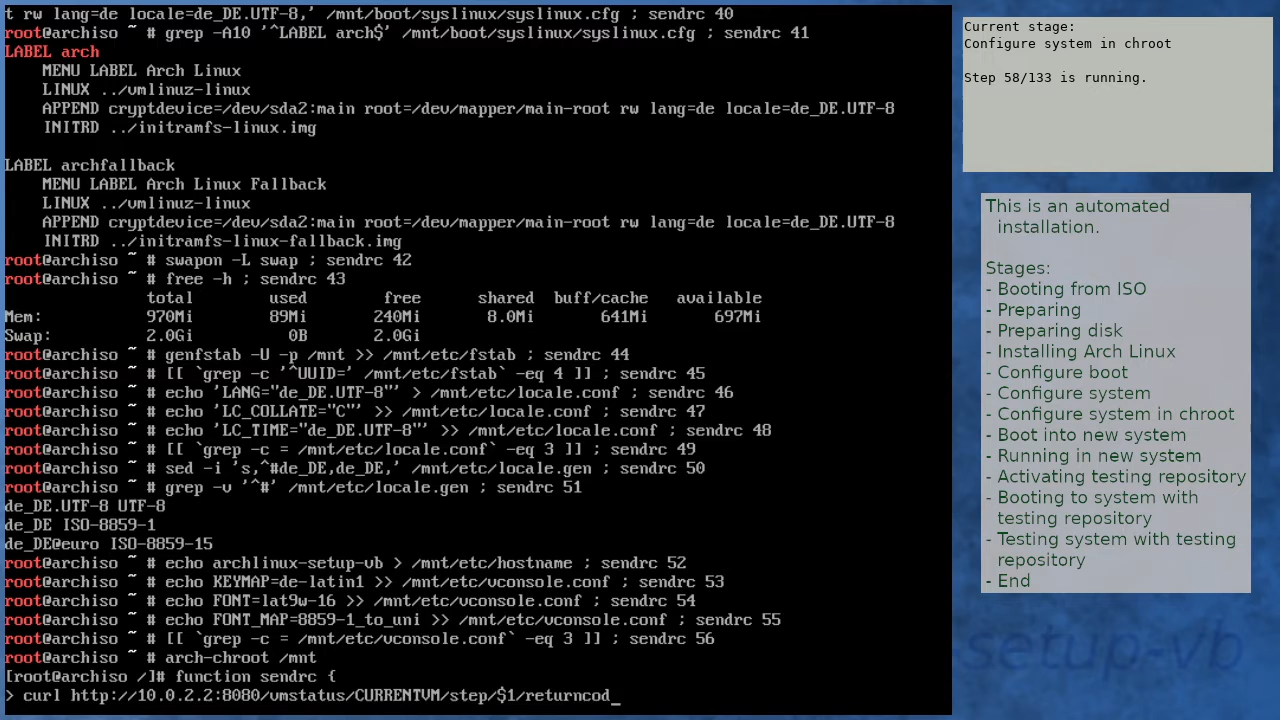 t rw lang=de locale=de_DE.UTF-8,' /mnt/boot/syslinux/syslinux.cfg ; sendrc 40
root@archiso ~ # grep -A10 '^LABEL arch$' /mnt/boot/syslinux/syslinux.cfg ; sendrc 41
LABEL arch
    MENU LABEL Arch Linux
    LINUX ../vmlinuz-linux
    APPEND cryptdevice=/dev/sda2:main root=/dev/mapper/main-root rw lang=de locale=de_DE.UTF-8
    INITRD ../initramfs-linux.img

LABEL archfallback
    MENU LABEL Arch Linux Fallback
    LINUX ../vmlinuz-linux
    APPEND cryptdevice=/dev/sda2:main root=/dev/mapper/main-root rw lang=de locale=de_DE.UTF-8
    INITRD ../initramfs-linux-fallback.img
root@archiso ~ # swapon -L swap ; sendrc 42
root@archiso ~ # free -h ; sendrc 43
               total        used        free      shared  buff/cache   available
Mem:           970Mi        89Mi       240Mi       8.0Mi       641Mi       697Mi
Swap:          2.0Gi          0B       2.0Gi
root@archiso ~ # genfstab -U -p /mnt >> /mnt/etc/fstab ; sendrc 44
root@archiso ~ # [[ `grep -c '^UUID=' /mnt/etc/fstab` -eq 4 ]] ; sendrc 45
root@archiso ~ # echo 'LANG="de_DE.UTF-8"' > /mnt/etc/locale.conf ; sendrc 46
root@archiso ~ # echo 'LC_COLLATE="C"' >> /mnt/etc/locale.conf ; sendrc 47
root@archiso ~ # echo 'LC_TIME="de_DE.UTF-8"' >> /mnt/etc/locale.conf ; sendrc 48
root@archiso ~ # [[ `grep -c = /mnt/etc/locale.conf` -eq 3 ]] ; sendrc 49
root@archiso ~ # sed -i 's,^#de_DE,de_DE,' /mnt/etc/locale.gen ; sendrc 50
root@archiso ~ # grep -v '^#' /mnt/etc/locale.gen ; sendrc 51
de_DE.UTF-8 UTF-8
de_DE ISO-8859-1
de_DE@euro ISO-8859-15
root@archiso ~ # echo archlinux-setup-vb > /mnt/etc/hostname ; sendrc 52
root@archiso ~ # echo KEYMAP=de-latin1 >> /mnt/etc/vconsole.conf ; sendrc 53
root@archiso ~ # echo FONT=lat9w-16 >> /mnt/etc/vconsole.conf ; sendrc 54
root@archiso ~ # echo FONT_MAP=8859-1_to_uni >> /mnt/etc/vconsole.conf ; sendrc 55
root@archiso ~ # [[ `grep -c = /mnt/etc/vconsole.conf` -eq 3 ]] ; sendrc 56
root@archiso ~ # arch-chroot /mnt
[root@archiso /]# function sendrc {
> curl http://10.0.2.2:8080/vmstatus/CURRENTVM/step/$1/returncod_
Current stage:
Configure system in chroot

Step 58/133 is running.
This is an automated
installation.

Stages:
- Booting from ISO
- Preparing
- Preparing disk
- Installing Arch Linux
- Configure boot
- Configure system
- Configure system in chroot
- Boot into new system
- Running in new system
- Activating testing repository
- Booting to system with
testing repository
- Testing system with testing
repository
- End
setup-vb